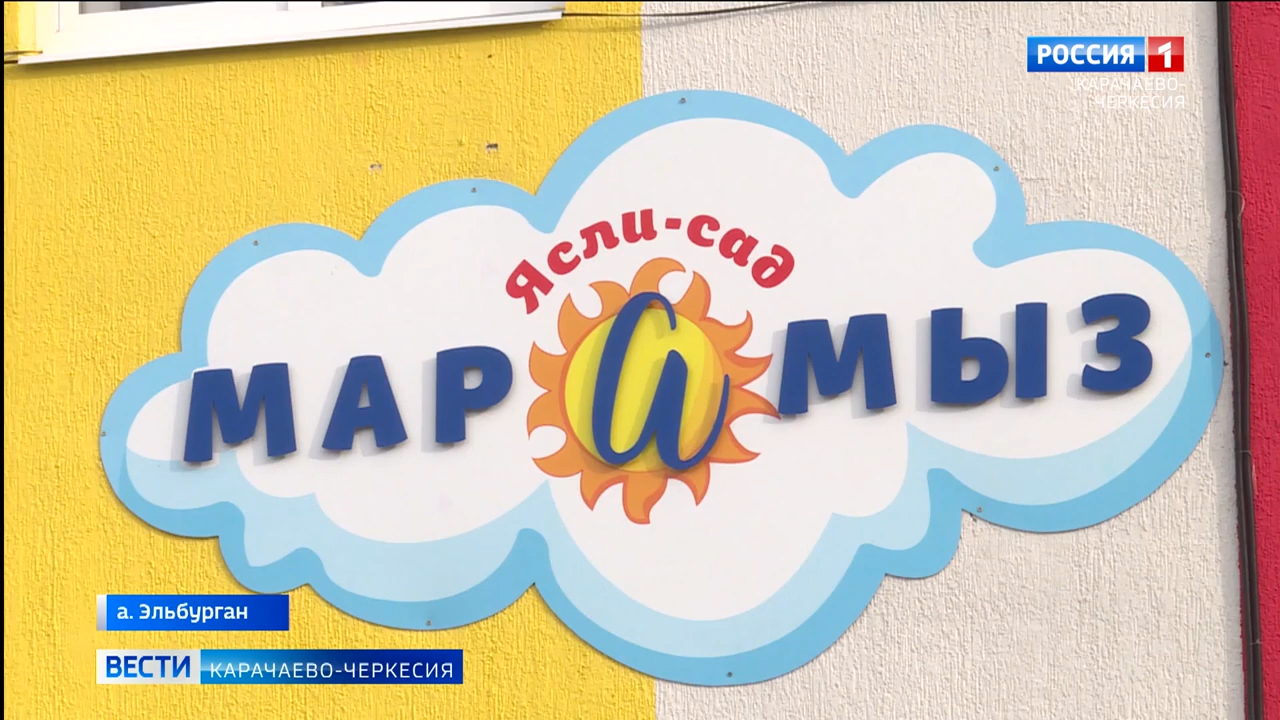 РОССИЯ 1
КАРАЧАЕВО-
ЧЕРКЕСИЯ
Ясли-сад
МАРаМЫЗ
а. Эльбурган
ВЕСТИ КАРАЧАЕВО-ЧЕРКЕСИЯ